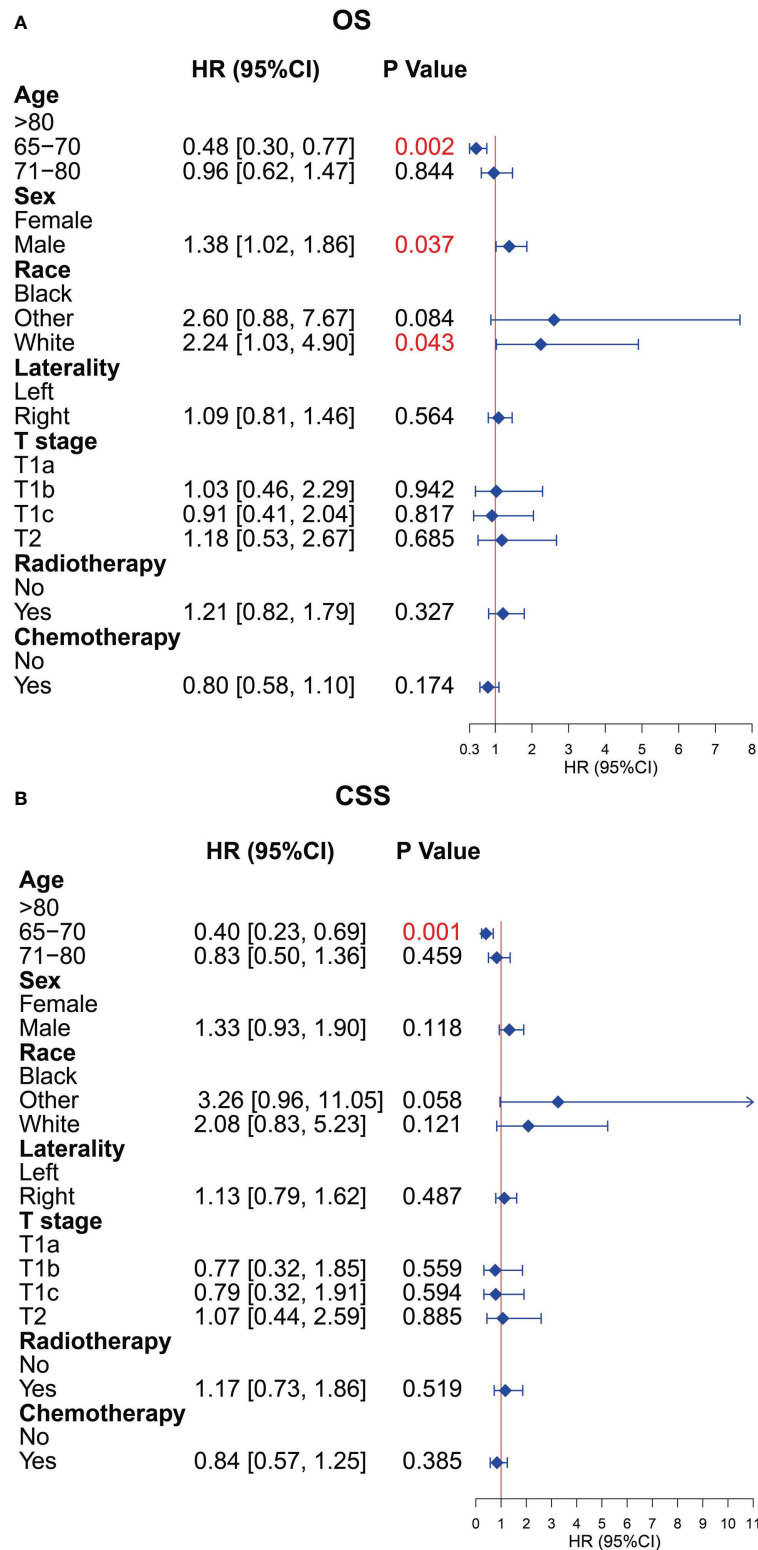 A OS
HR (95%CI) P Value
Age
>80
65−70 0.48 [0.30, 0.77] 0.002
71−80 0.96 [0.62, 1.47] 0.844
Sex
Female
Male 1.38 [1.02, 1.86] 0.037
Race
Black
Other 2.60 [0.88, 7.67] 0.084
White 2.24 [1.03, 4.90] 0.043
Laterality
Left
Right 1.09 [0.81, 1.46] 0.564
T stage
T1a
T1b 1.03 [0.46, 2.29] 0.942
T1c 0.91 [0.41, 2.04] 0.817
T2 1.18 [0.53, 2.67] 0.685
Radiotherapy
No
Yes 1.21 [0.82, 1.79] 0.327
Chemotherapy
No
Yes 0.80 [0.58, 1.10] 0.174
0.3 1 2 3 4 5 6 7 8
HR (95%CI)
B CSS
HR (95%CI) P Value
Age
>80
65−70 0.40 [0.23, 0.69] 0.001
71−80 0.83 [0.50, 1.36] 0.459
Sex
Female
Male 1.33 [0.93, 1.90] 0.118
Race
Black
Other 3.26 [0.96, 11.05] 0.058
White 2.08 [0.83, 5.23] 0.121
Laterality
Left
Right 1.13 [0.79, 1.62] 0.487
T stage
T1a
T1b 0.77 [0.32, 1.85] 0.559
T1c 0.79 [0.32, 1.91] 0.594
T2 1.07 [0.44, 2.59] 0.885
Radiotherapy
No
Yes 1.17 [0.73, 1.86] 0.519
Chemotherapy
No
Yes 0.84 [0.57, 1.25] 0.385
0 1 2 3 4 5 6 7 8 9 10 11
HR (95%CI)